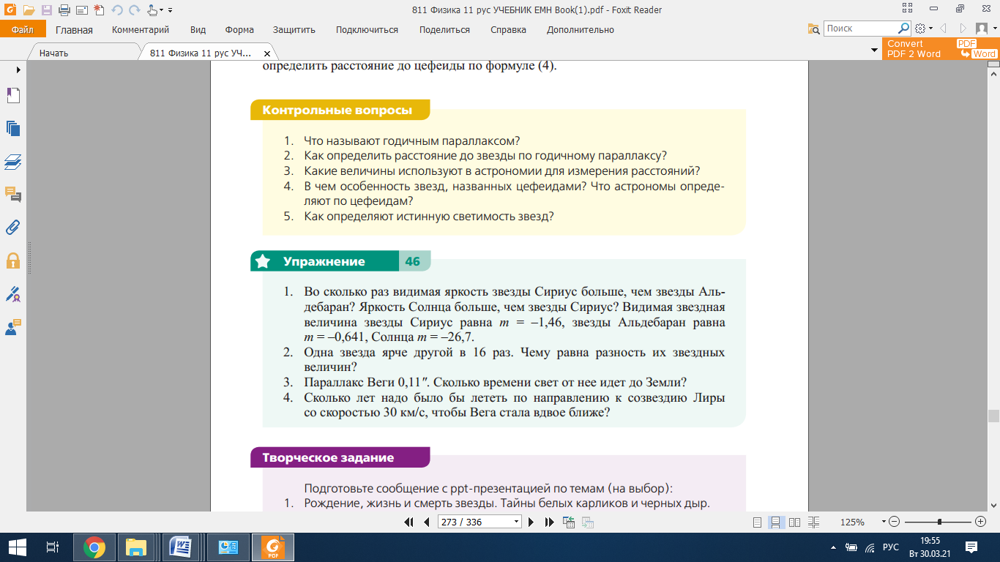 811 Физика 11 рус УЧЕБНИК ЕМН Book(1).pdf - Foxit Reader
Файл Главная Комментарий Вид Форма Защитить Подключиться Поделиться Справка Дополнительно Поиск
Начать 811 Физика 11 рус УЧ... Convert PDF
PDF 2 Word Word
определить расстояние до цефеиды по формуле (4).
Контрольные вопросы
1. Что называют годичным параллаксом?
2. Как определить расстояние до звезды по годичному параллаксу?
3. Какие величины используют в астрономии для измерения расстояний?
4. В чем особенность звезд, названных цефеидами? Что астрономы опреде-
ляют по цефеидам?
5. Как определяют истинную светимость звезд?
Упражнение 46
1. Во сколько раз видимая яркость звезды Сириус больше, чем звезды Аль-
дебаран? Яркость Солнца больше, чем звезды Сириус? Видимая звездная
величина звезды Сириус равна m = –1,46, звезды Альдебаран равна
m = –0,641, Солнца m = –26,7.
2. Одна звезда ярче другой в 16 раз. Чему равна разность их звездных
величин?
3. Параллакс Веги 0,11″. Сколько времени свет от нее идет до Земли?
4. Сколько лет надо было бы лететь по направлению к созвездию Лиры
со скоростью 30 км/с, чтобы Вега стала вдвое ближе?
Творческое задание
Подготовьте сообщение с ppt-презентацией по темам (на выбор):
1. Рождение, жизнь и смерть звезды. Тайны белых карликов и черных дыр.
273 / 336 125%
PDF РУС 19:55
Вт 30.03.21